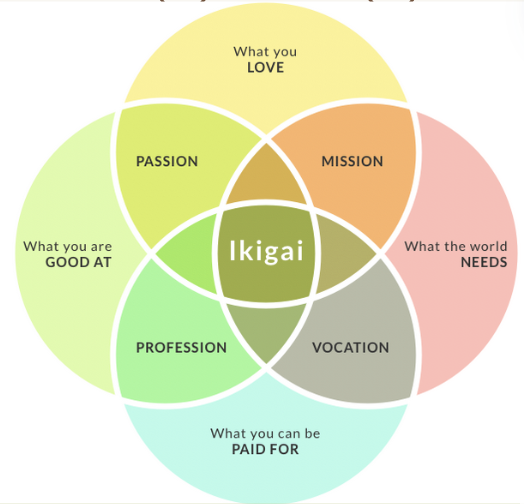 What you
LOVE
PASSION
MISSION
What you are
GOOD AT
Ikigai
What the world
NEEDS
PROFESSION
VOCATION
What you can be
PAID FOR